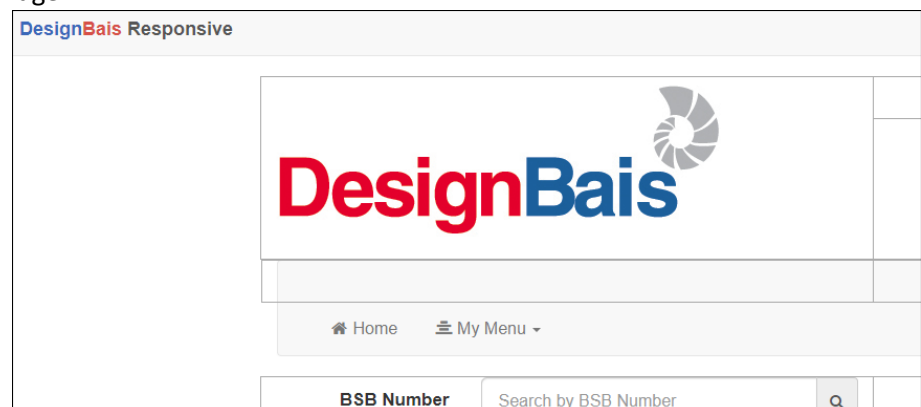 DesignBais Responsive
DesignBais
Home My Menu
BSB Number Search by BSB Number